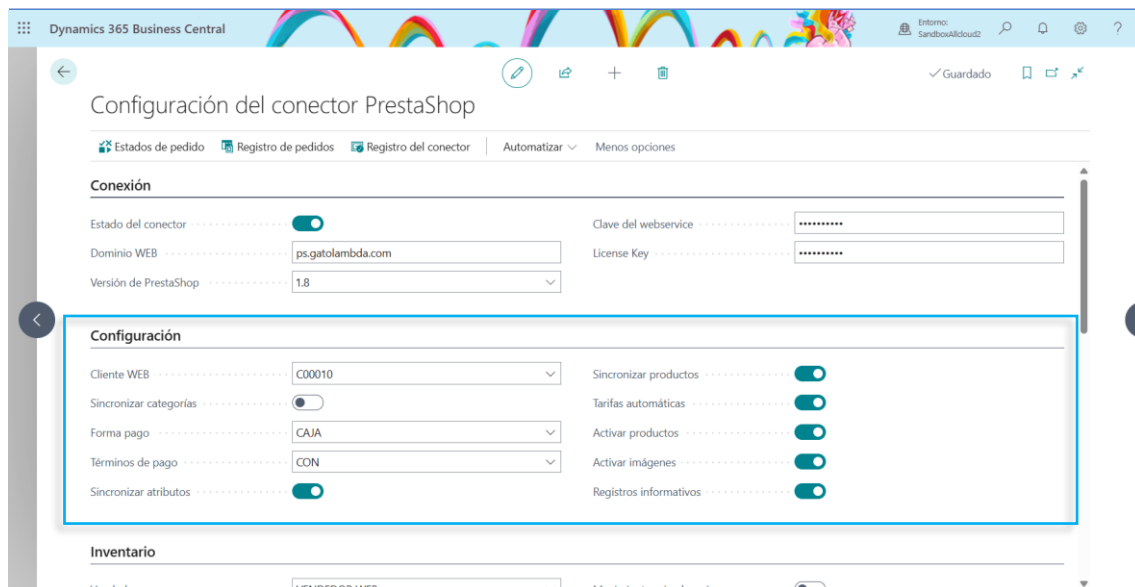 Dynamics 365 Business Central
Entorno:
SandboxAllcloud2
Guardado
Configuración del conector PrestaShop
Estados de pedido Registro de pedidos Registro del conector Automatizar Menos opciones
Conexión
Estado del conector
Clave del webservice ••••••••••
Dominio WEB ps.gatolambda.com
License Key ••••••••••
Versión de PrestaShop 1.8
Configuración
Cliente WEB C00010
Sincronizar productos
Sincronizar categorías
Tarifas automáticas
Forma pago CAJA
Activar productos
Términos de pago CON
Activar imágenes
Sincronizar atributos
Registros informativos
Inventario